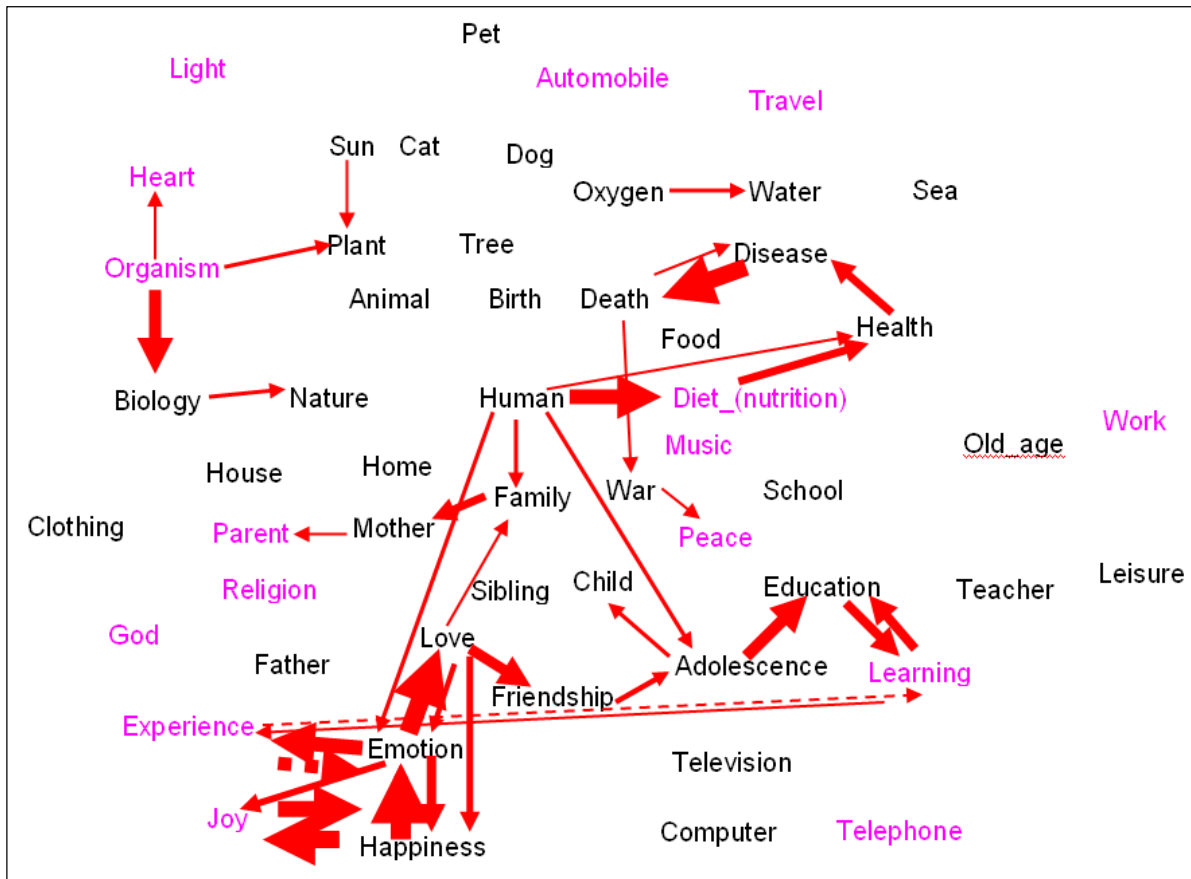 Pet
Light
Automobile
Travel
Sun
Cat
Dog
Heart
Oxygen
Water
Sea
Plant
Tree
Disease
Organism
Animal
Birth
Death
Health
Food
Biology
Nature
Human
Diet_(nutrition)
Work
Music
Old_age
House
Home
Family
War
School
Clothing
Parent
Mother
Peace
Religion
Sibling
Child
Education
Teacher
Leisure
God
Love
Father
Adolescence
Learning
Friendship
Experience
Emotion
Television
Joy
Happiness
Computer
Telephone